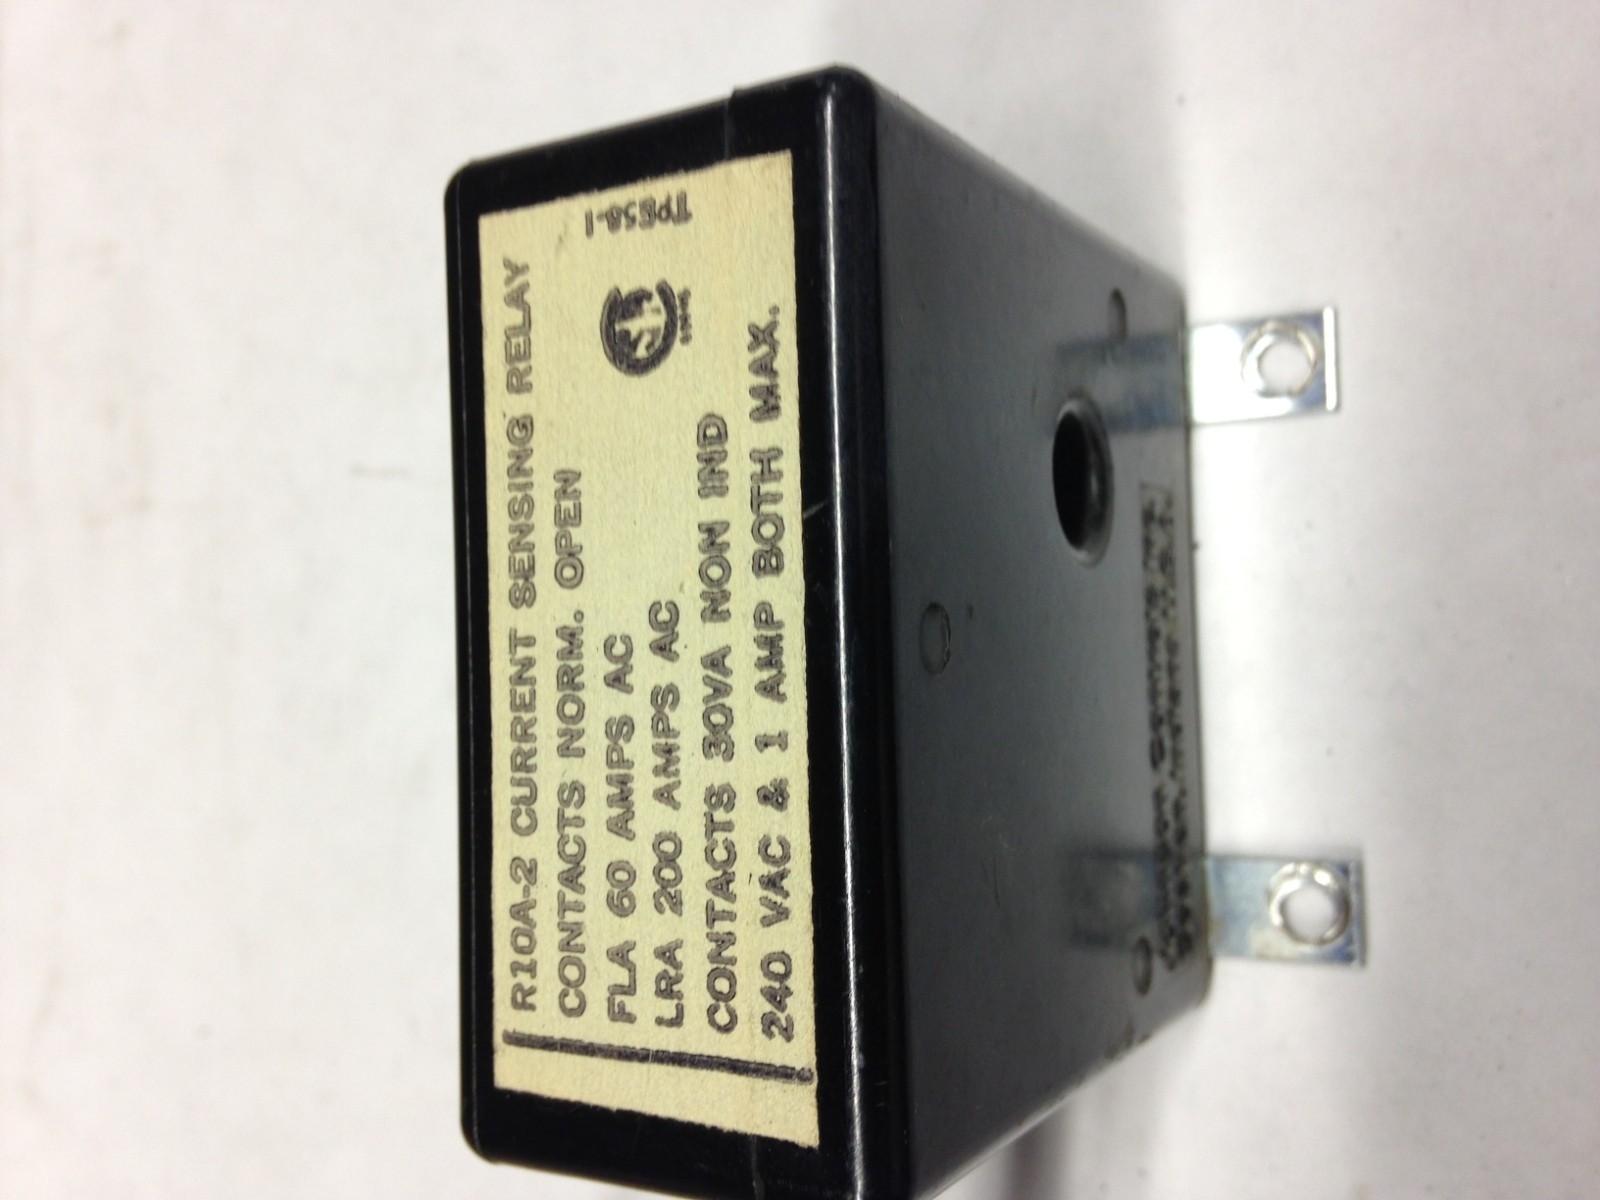 R10A-2 CURRENT SENSING RELAY
CONTACTS NORM. OPEN
FLA 60 AMPS AC
LRA 200 AMPS AC
CONTACTS 30VA NON IND
240 VAC & 1 AMP BOTH MAX.
SA
TPE58-1